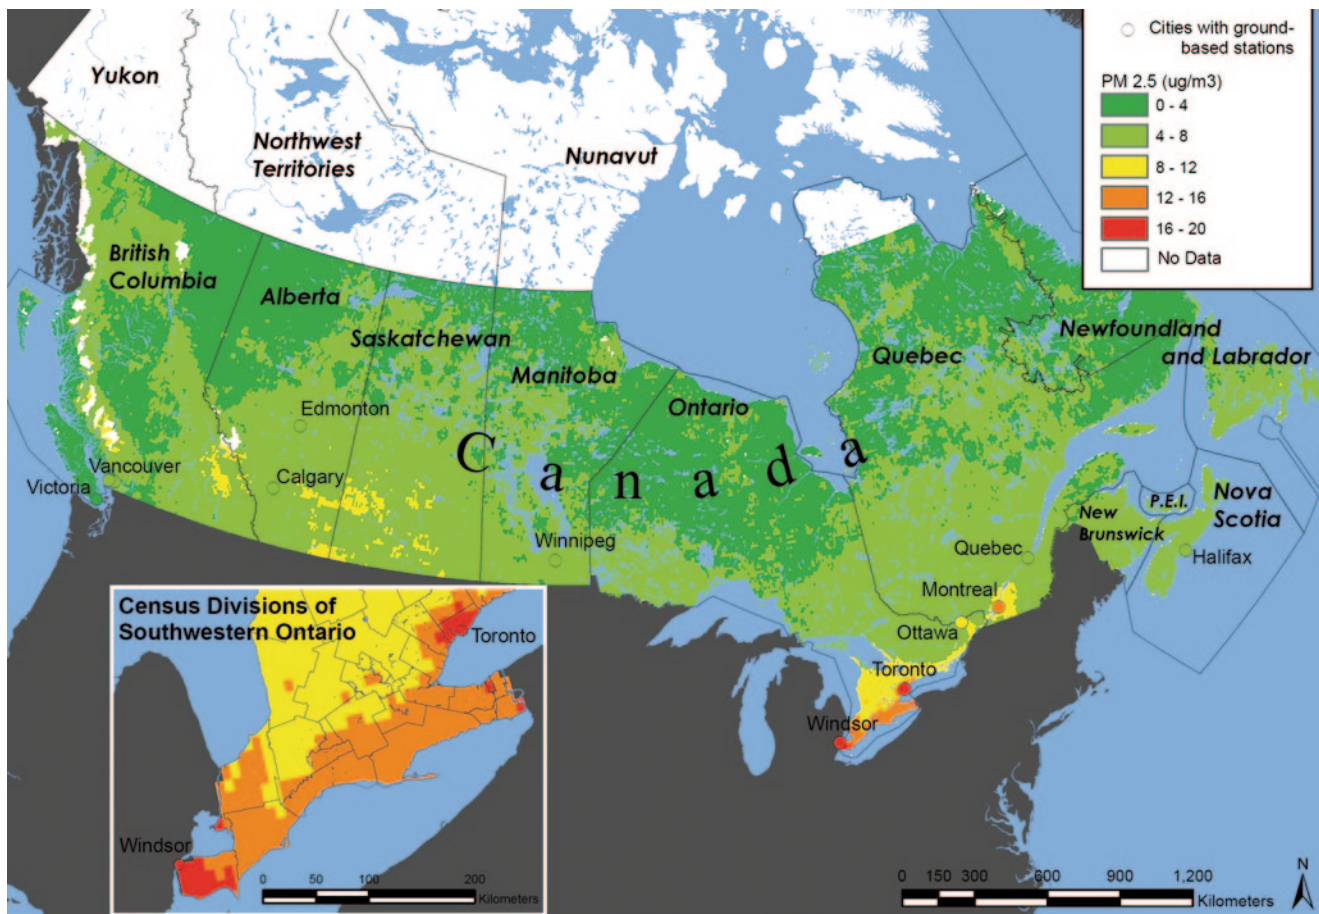 Cities with ground-
based stations
PM 2.5 (ug/m3)
0 - 4
4 - 8
8 - 12
12 - 16
16 - 20
No Data
Yukon
Northwest
Territories
Nunavut
British
Columbia
Alberta
Saskatchewan
Manitoba
Ontario
Quebec
Newfoundland
and Labrador
Canada
Edmonton
Calgary
Vancouver
Victoria
Winnipeg
Quebec
Montreal
Ottawa
Toronto
Windsor
New
Brunswick
P.E.I.
Nova
Scotia
Halifax
Census Divisions of
Southwestern Ontario
Toronto
Windsor
0 50 100 200
Kilometers
0 150 300 600 900 1,200
Kilometers
N